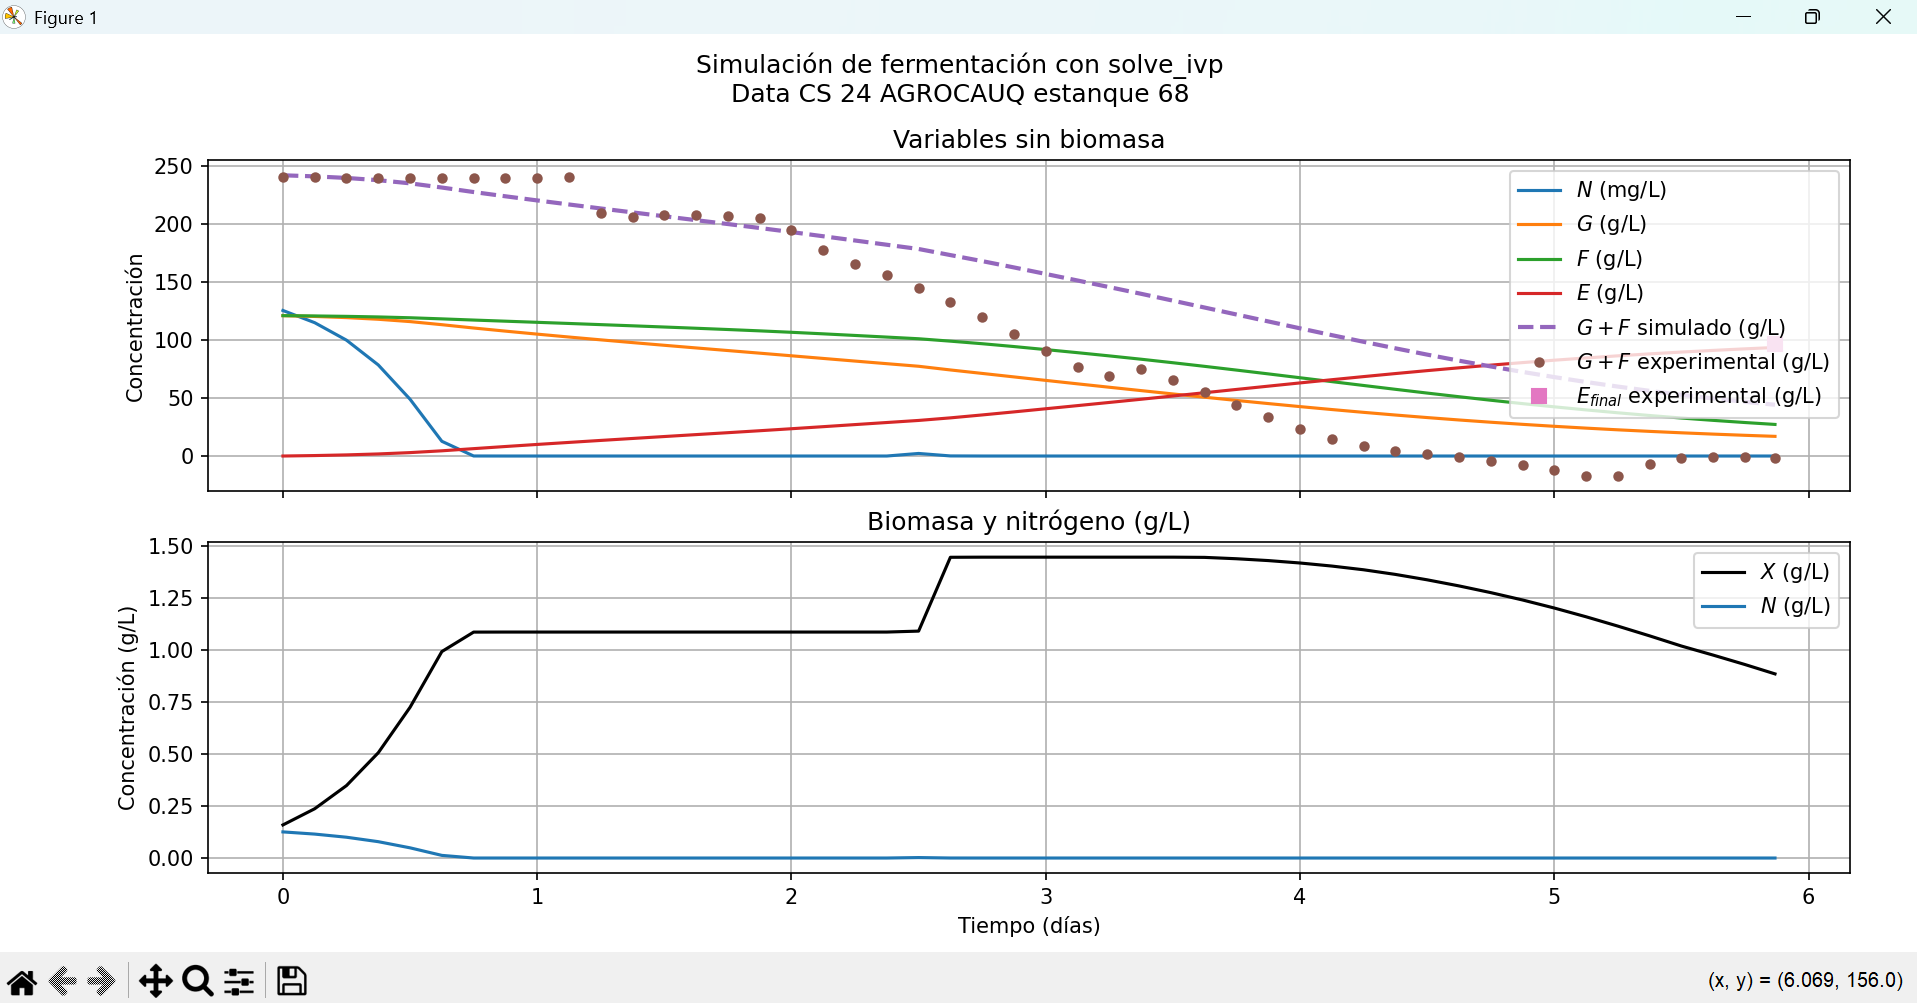 Figure 1
Simulación de fermentación con solve_ivp
Data CS 24 AGROCAUQ estanque 68
Variables sin biomasa
Concentración
250
200
150
100
50
0
N (mg/L)
G (g/L)
F (g/L)
E (g/L)
G + F simulado (g/L)
G + F experimental (g/L)
E_final experimental (g/L)
Biomasa y nitrógeno (g/L)
Concentración (g/L)
1.50
1.25
1.00
0.75
0.50
0.25
0.00
X (g/L)
N (g/L)
0 1 2 3 4 5 6
Tiempo (días)
(x, y) = (6.069, 156.0)